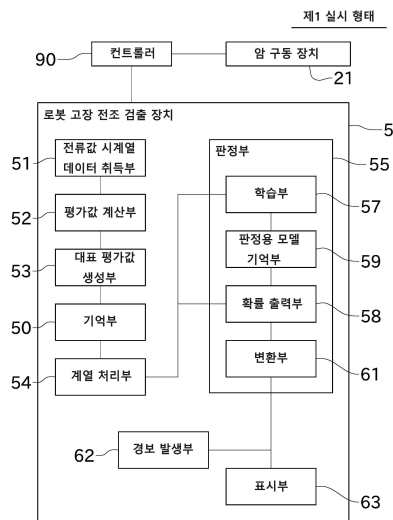 제1 실시 형태
90
컨트롤러
암 구동 장치
21
로봇 고장 전조 검출 장치
5
51
전류값 시계열
데이터 취득부
판정부
55
52
평가값 계산부
학습부
57
53
대표 평가값
생성부
판정용 모델
기억부
59
50
기억부
확률 출력부
58
54
계열 처리부
변환부
61
62
경보 발생부
표시부
63